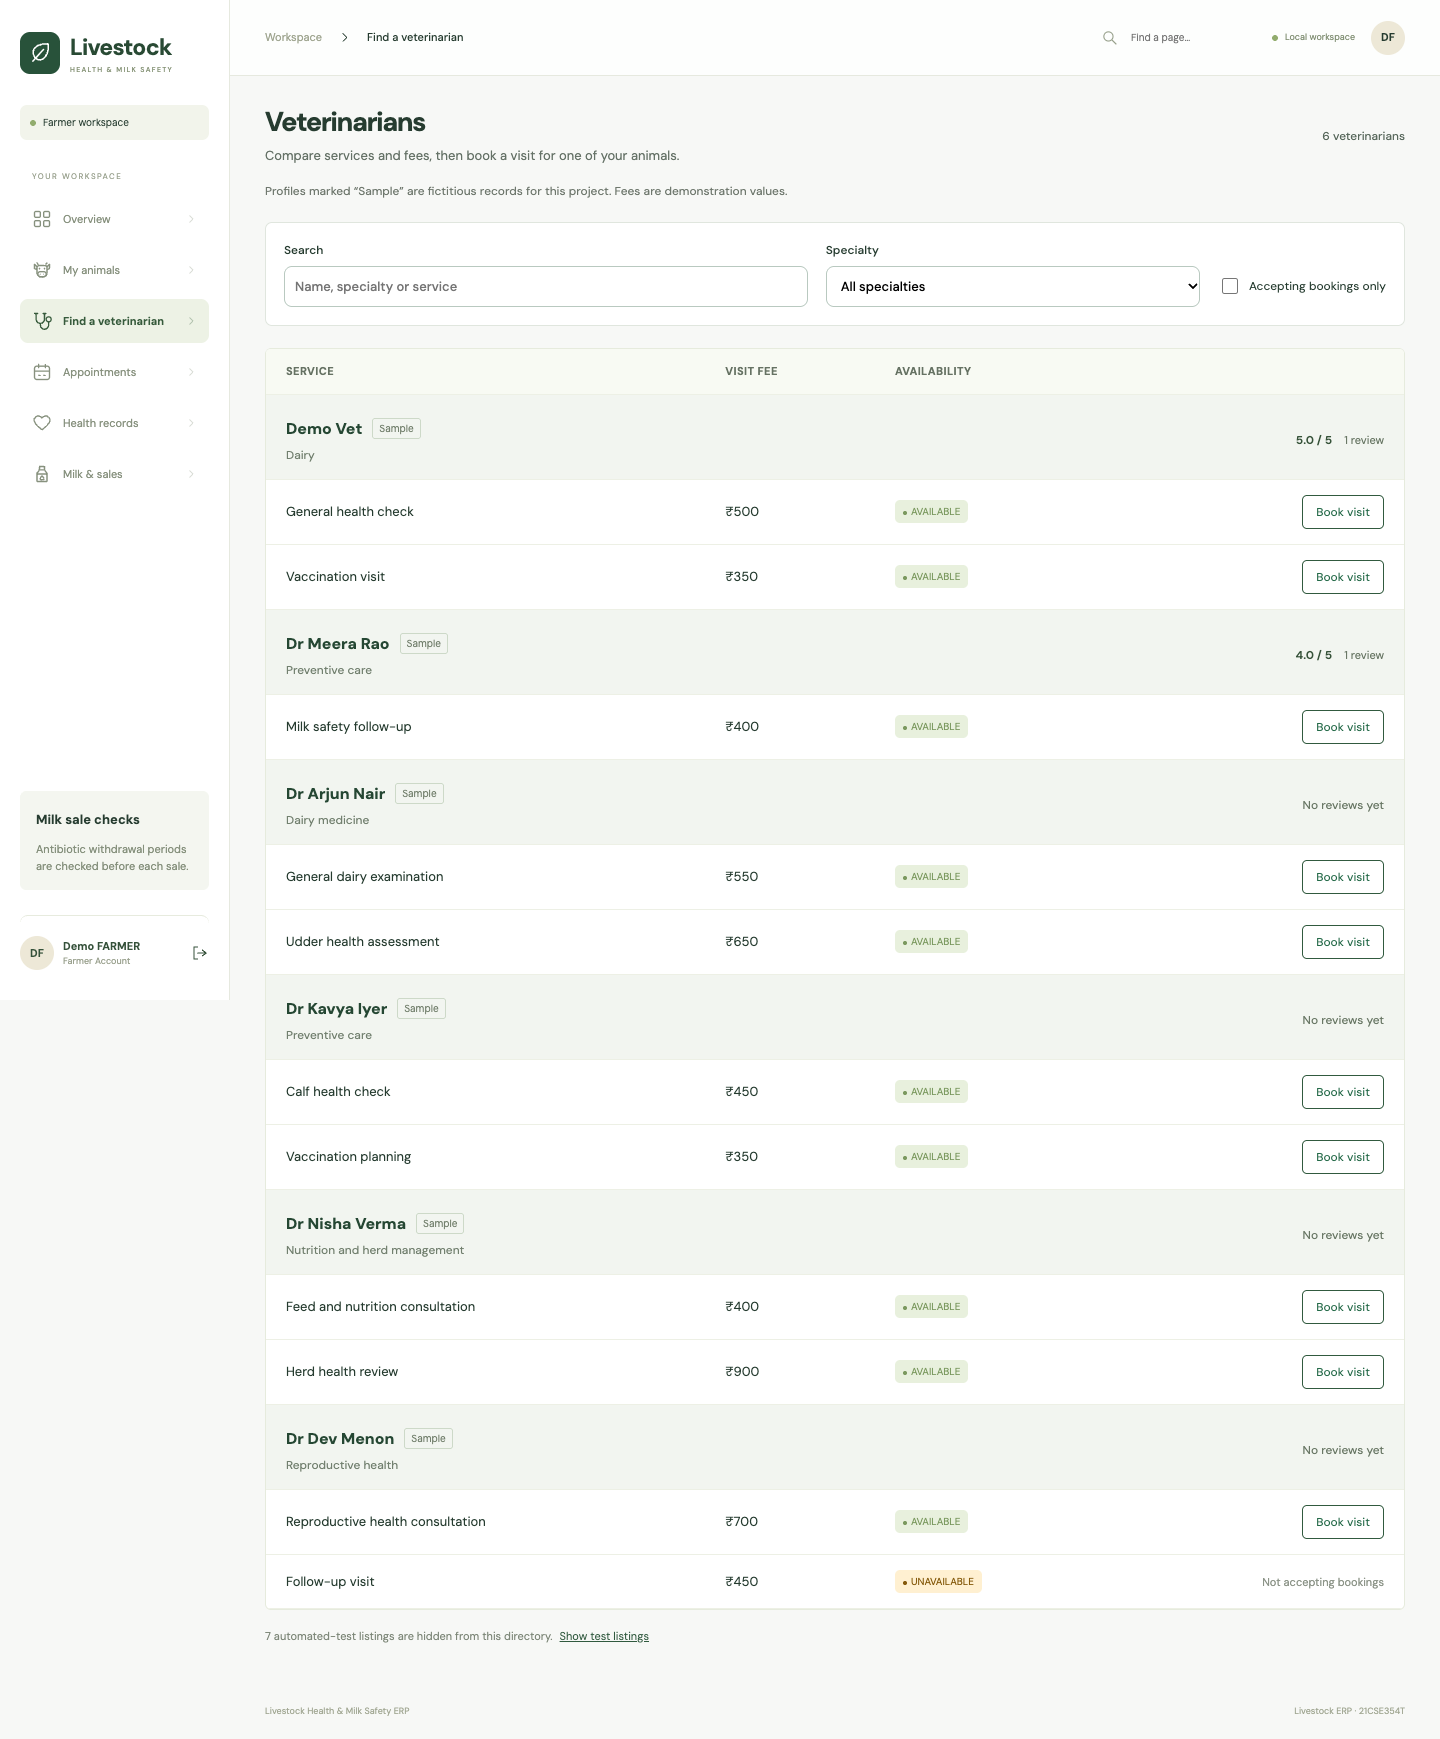 Livestock
HEALTH & MILK SAFETY
Farmer workspace
YOUR WORKSPACE
Overview
My animals
Find a veterinarian
Appointments
Health records
Milk & sales
Milk sale checks
Antibiotic withdrawal periods
are checked before each sale.
DF
Demo FARMER
Farmer Account
Workspace
Find a veterinarian
Find a page...
Local workspace
DF
Veterinarians
Compare services and fees, then book a visit for one of your animals.
6 veterinarians
Profiles marked “Sample” are fictitious records for this project. Fees are demonstration values.
Search
Name, specialty or service
Specialty
All specialties
Accepting bookings only
SERVICE VISIT FEE AVAILABILITY
Demo Vet Sample
Dairy
5.0 / 5 1 review
General health check ₹500 AVAILABLE Book visit
Vaccination visit ₹350 AVAILABLE Book visit
Dr Meera Rao Sample
Preventive care
4.0 / 5 1 review
Milk safety follow-up ₹400 AVAILABLE Book visit
Dr Arjun Nair Sample
Dairy medicine
No reviews yet
General dairy examination ₹550 AVAILABLE Book visit
Udder health assessment ₹650 AVAILABLE Book visit
Dr Kavya Iyer Sample
Preventive care
No reviews yet
Calf health check ₹450 AVAILABLE Book visit
Vaccination planning ₹350 AVAILABLE Book visit
Dr Nisha Verma Sample
Nutrition and herd management
No reviews yet
Feed and nutrition consultation ₹400 AVAILABLE Book visit
Herd health review ₹900 AVAILABLE Book visit
Dr Dev Menon Sample
Reproductive health
No reviews yet
Reproductive health consultation ₹700 AVAILABLE Book visit
Follow-up visit ₹450 UNAVAILABLE Not accepting bookings
7 automated-test listings are hidden from this directory. Show test listings
Livestock Health & Milk Safety ERP
Livestock ERP · 21CSE354T